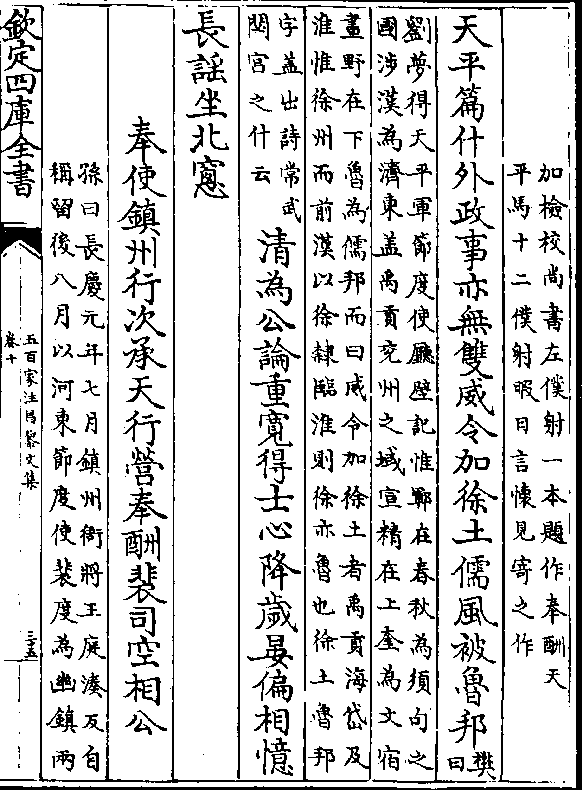 加檢校尚書左僕射一本題作奉酬天
平馬十二僕射暇日言懷見寄之作
天平篇什外政事亦無雙威令加徐土儒風被魯邦
樊
曰
劉夢得天平軍節度使廳壁記惟鄆在春秋為須句之
國涉漢為濟東蓋禹貢兖州之域宣精在上奎為文宿
畫野在下魯為儒邦而曰威令加徐土者禹貢海岱及
淮惟徐州而前漢以徐隸臨淮則徐亦魯也徐土魯邦
字蓋出詩常武
閟宮之什云
清為公論重寛得士心降歲晏偏相憶
長謡坐北窻
奉使鎮州行次承天行營奉酬裴司空相公
孫曰長慶元年七月鎮州衙將王庭湊反自
稱留後八月以河東節度使裴度為幽鎮兩
欽定四庫全書
五百家注昌黎文集
卷十
三五